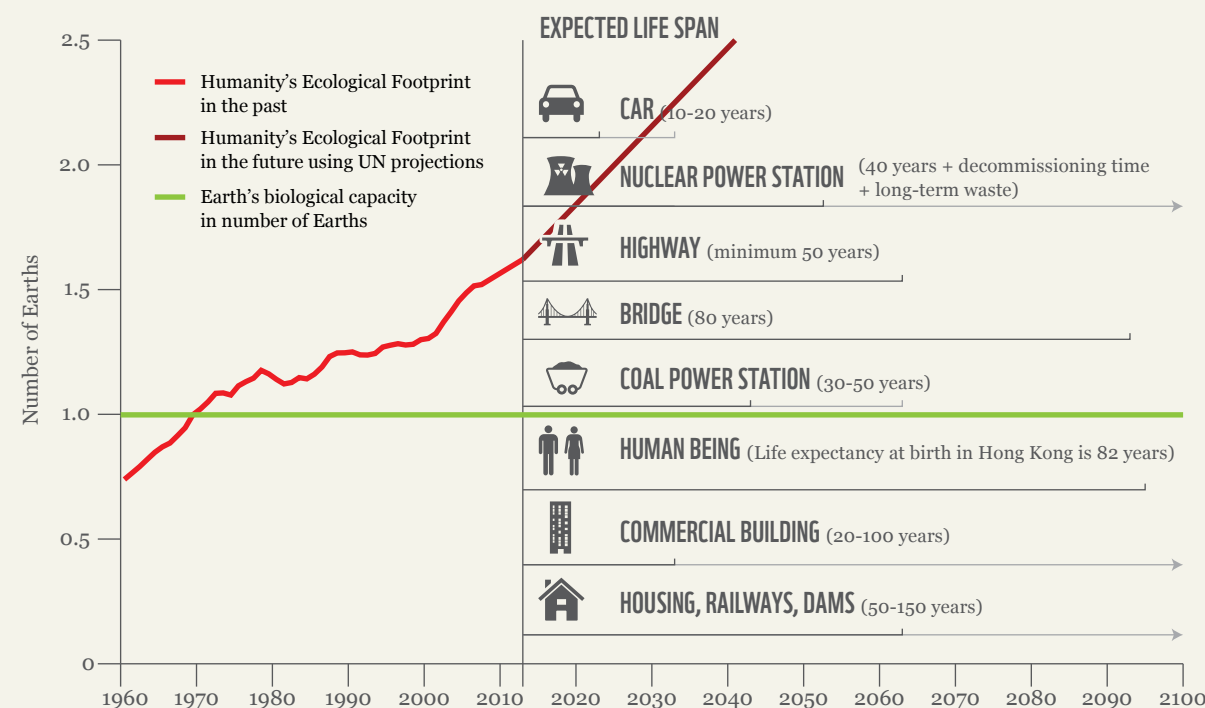 EXPECTED LIFE SPAN
2.5
Humanity’s Ecological Footprint
in the past
Humanity’s Ecological Footprint
in the future using UN projections
Earth’s biological capacity
in number of Earths
CAR (10-20 years)
2.0
NUCLEAR POWER STATION (40 years + decommissioning time
+ long-term waste)
HIGHWAY (minimum 50 years)
Number of Earths
1.5
BRIDGE (80 years)
COAL POWER STATION (30-50 years)
1.0
HUMAN BEING (Life expectancy at birth in Hong Kong is 82 years)
0.5
COMMERCIAL BUILDING (20-100 years)
HOUSING, RAILWAYS, DAMS (50-150 years)
0
1960 1970 1980 1990 2000 2010 2020 2030 2040 2050 2060 2070 2080 2090 2100